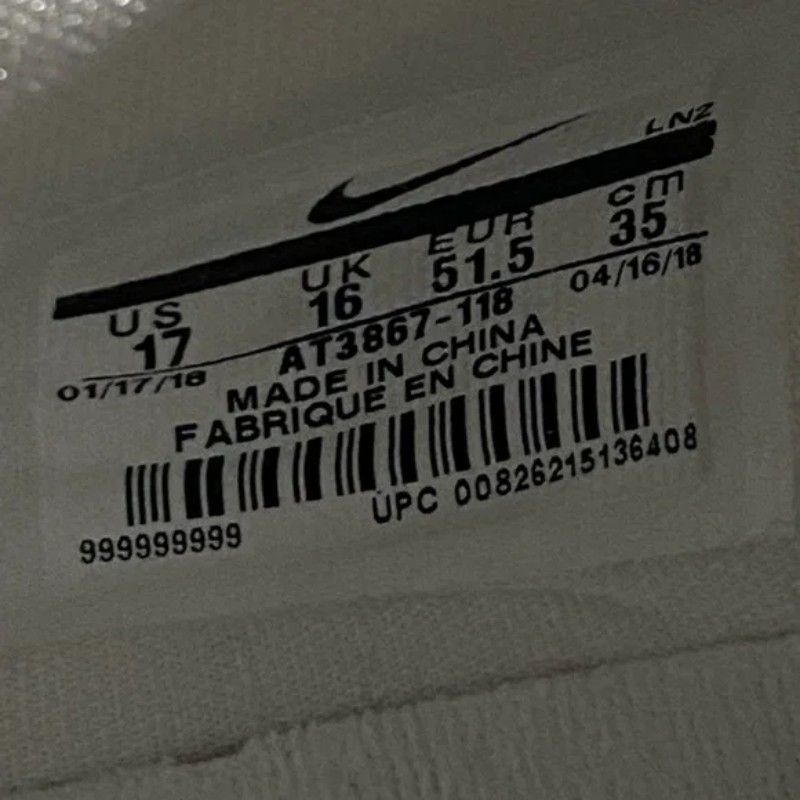 LNZ
US UK EUR cm
17 16 51.5 35
01/17/18 04/16/18
AT3867-118
MADE IN CHINA
FABRIQUE EN CHINE
UPC 00826215136408
999999999